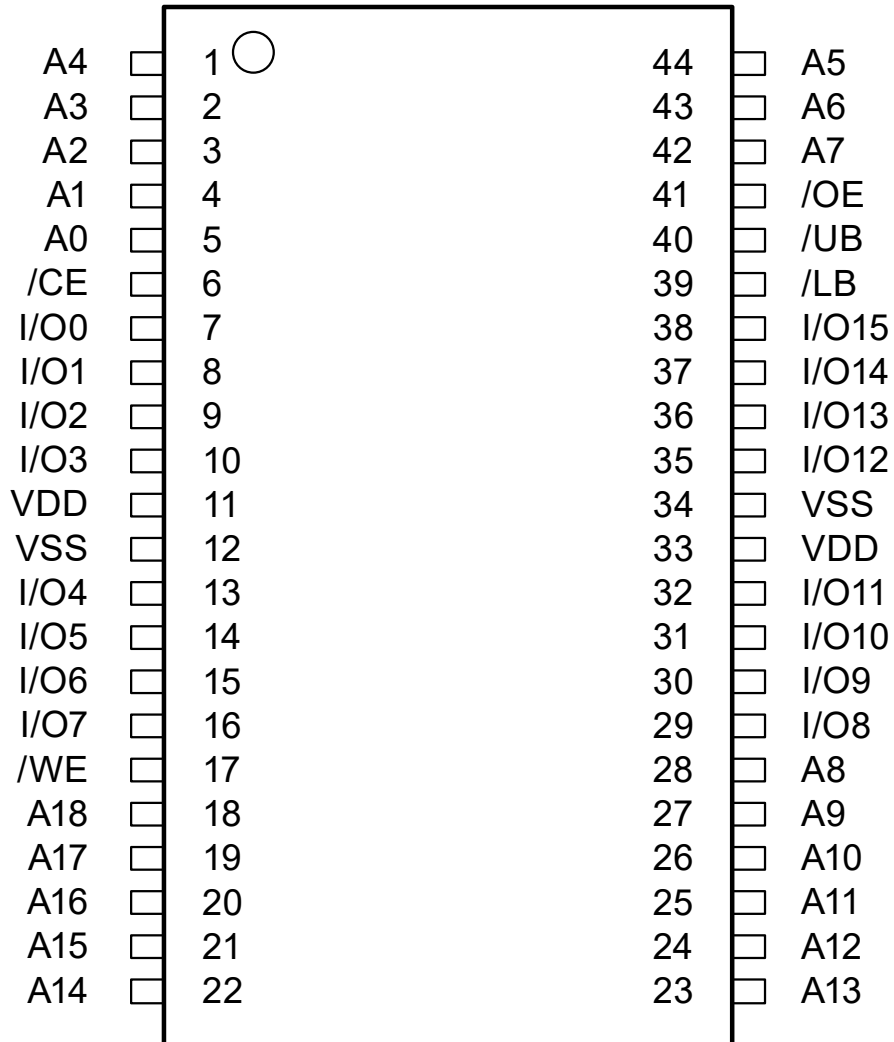 A4 1 44 A5
A3 2 43 A6
A2 3 42 A7
A1 4 41 /OE
A0 5 40 /UB
/CE 6 39 /LB
I/O0 7 38 I/O15
I/O1 8 37 I/O14
I/O2 9 36 I/O13
I/O3 10 35 I/O12
VDD 11 34 VSS
VSS 12 33 VDD
I/O4 13 32 I/O11
I/O5 14 31 I/O10
I/O6 15 30 I/O9
I/O7 16 29 I/O8
/WE 17 28 A8
A18 18 27 A9
A17 19 26 A10
A16 20 25 A11
A15 21 24 A12
A14 22 23 A13